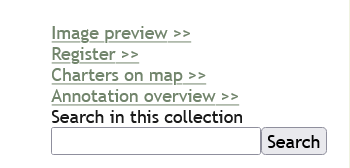 Image preview >>
Register >>
Charters on map >>
Annotation overview >>
Search in this collection
Search